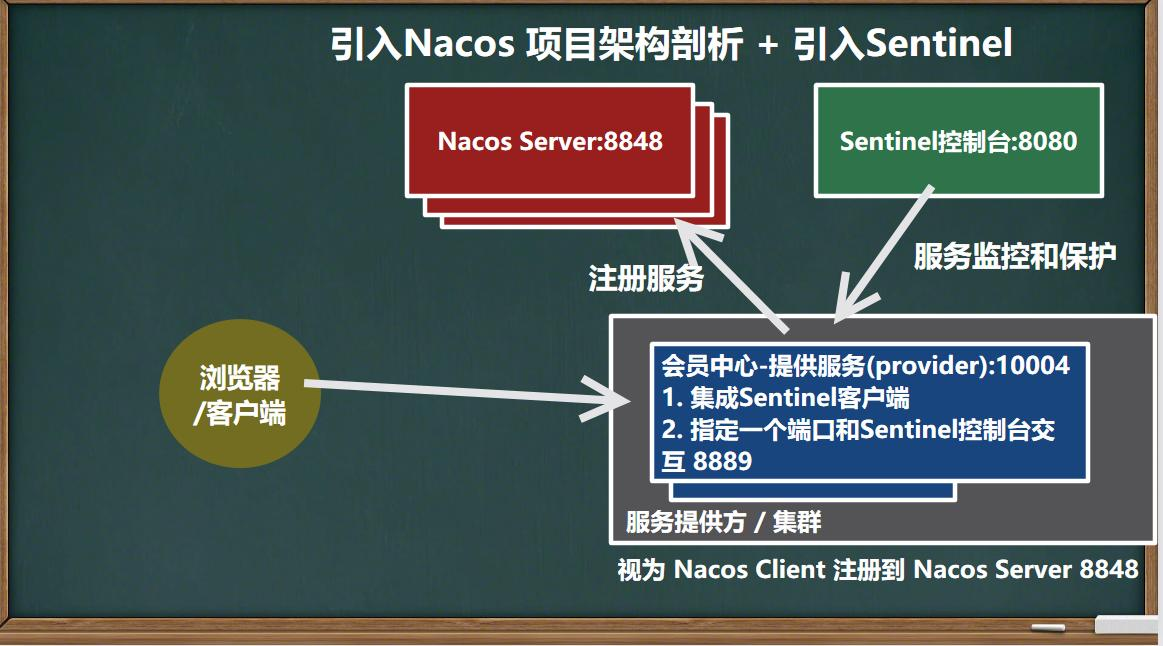 引入Nacos 项目架构剖析 + 引入Sentinel
Nacos Server:8848
Sentinel控制台:8080
注册服务
服务监控和保护
浏览器
/客户端
会员中心-提供服务(provider):10004
1. 集成Sentinel客户端
2. 指定一个端口和Sentinel控制台交
互 8889
服务提供方 / 集群
视为 Nacos Client 注册到 Nacos Server 8848